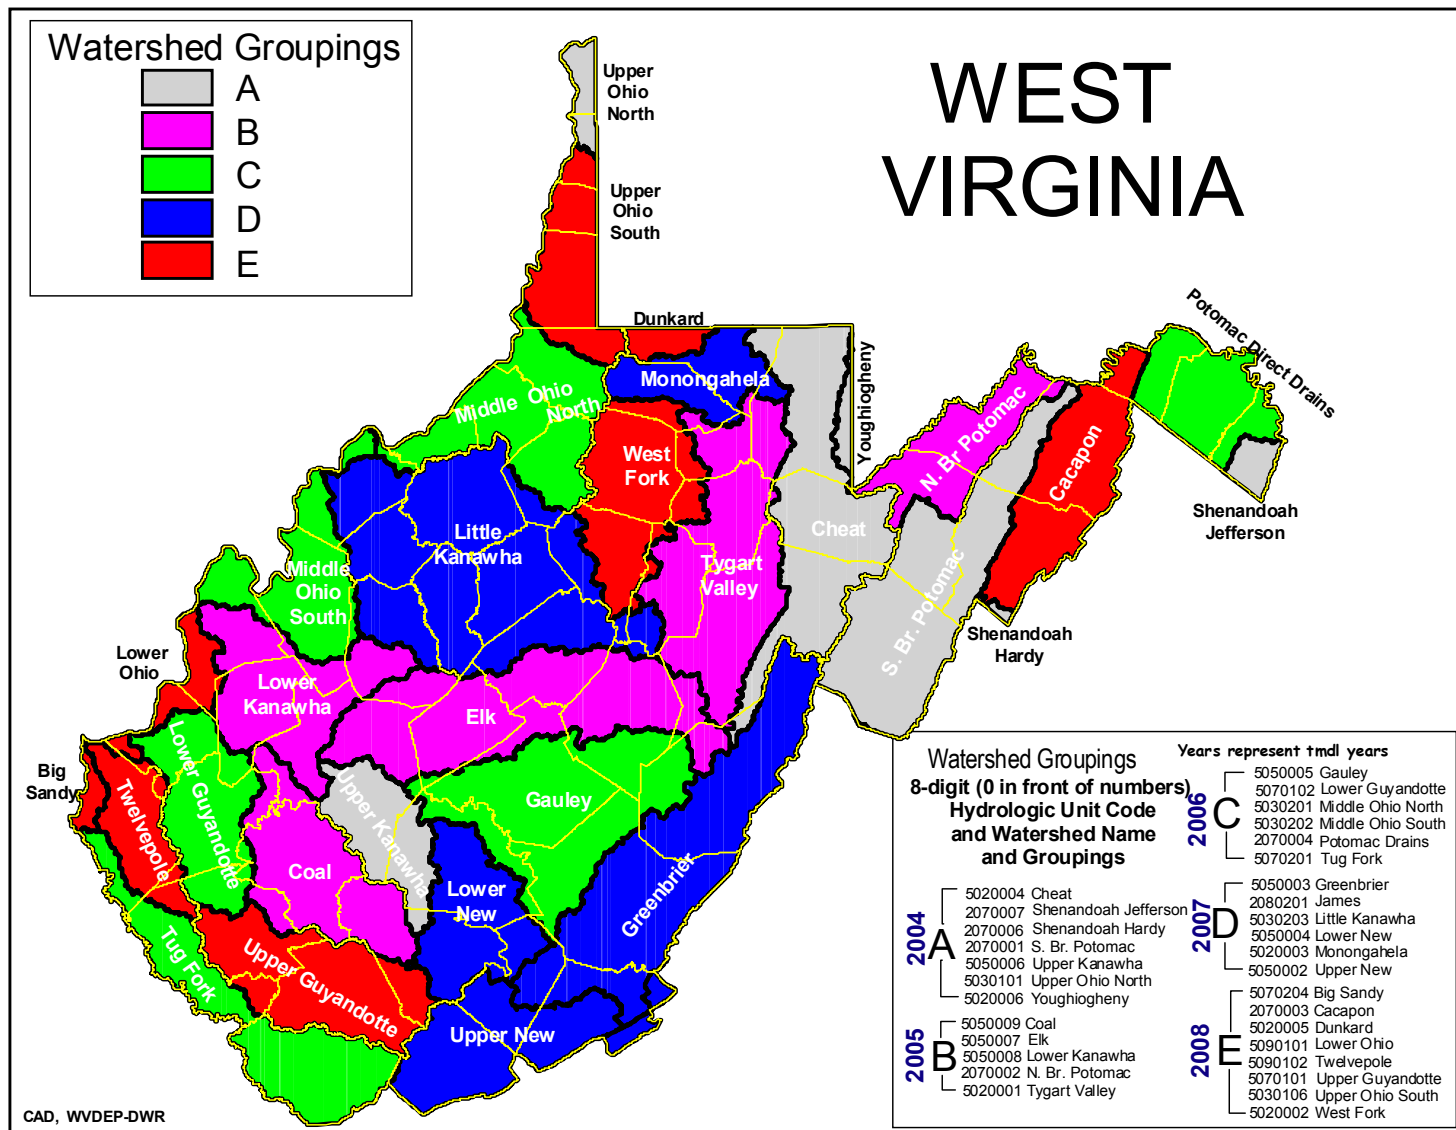 Watershed Groupings
A
B
C
D
E
WEST
VIRGINIA
Upper
Ohio
North
Upper
Ohio
South
Dunkard
Monongahela
Youghiogheny
Potomac Direct Drains
Middle Ohio
North
N. Br Potomac
West
Fork
Cacapon
Shenandoah
Jefferson
Little
Kanawha
Cheat
Tygart
Valley
Middle
Ohio
South
S. Br. Potomac
Shenandoah
Hardy
Lower
Ohio
Lower
Kanawha
Elk
Big
Sandy
Twelvepole
Lower Guyandotte
Upper Kanawha
Gauley
Coal
Lower
New
Greenbrier
Tug Fork
Upper Guyandotte
Upper New
CAD, WVDEP-DWR
Watershed Groupings
8-digit (0 in front of numbers)
Hydrologic Unit Code
and Watershed Name
and Groupings
Years represent tmdl years
2004
A
5020004 Cheat
2070007 Shenandoah Jefferson
2070006 Shenandoah Hardy
2070001 S. Br. Potomac
5050006 Upper Kanawha
5030101 Upper Ohio North
5020006 Youghiogheny
2005
B
5050009 Coal
5050007 Elk
5050008 Lower Kanawha
2070002 N. Br. Potomac
5020001 Tygart Valley
2006
C
5050005 Gauley
5070102 Lower Guyandotte
5030201 Middle Ohio North
5030202 Middle Ohio South
2070004 Potomac Drains
5070201 Tug Fork
2007
D
5050003 Greenbrier
2080201 James
5030203 Little Kanawha
5050004 Lower New
5020003 Monongahela
5050002 Upper New
2008
E
5070204 Big Sandy
2070003 Cacapon
5020005 Dunkard
5090101 Lower Ohio
5090102 Twelvepole
5070101 Upper Guyandotte
5030106 Upper Ohio South
5020002 West Fork